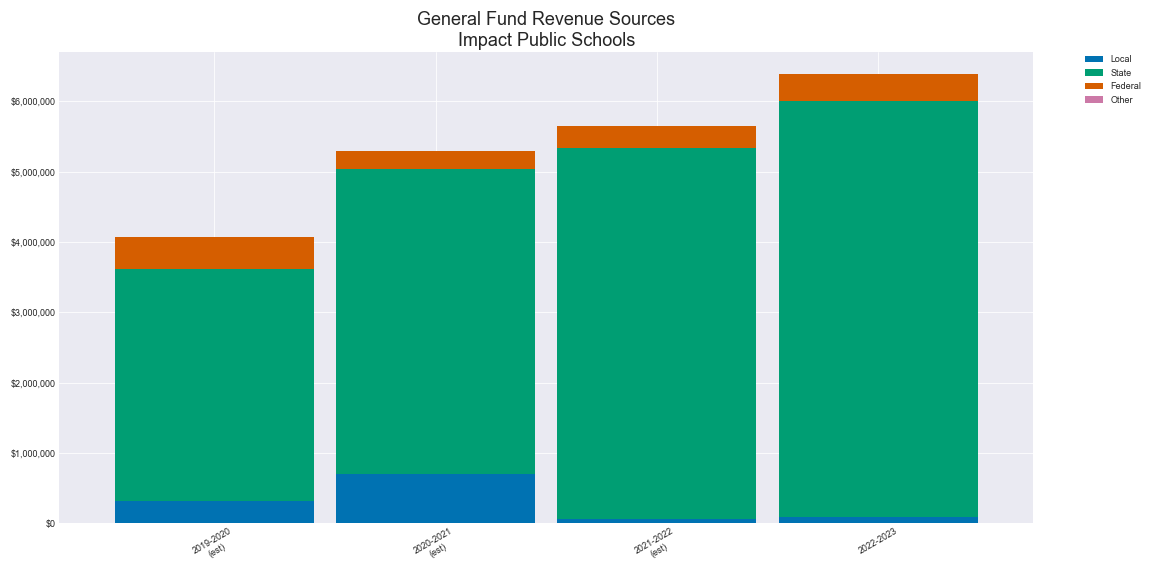 General Fund Revenue Sources
Impact Public Schools
Local
State
Federal
Other
$6,000,000
$5,000,000
$4,000,000
$3,000,000
$2,000,000
$1,000,000
$0
2019-2020
(est)
2020-2021
(est)
2021-2022
(est)
2022-2023